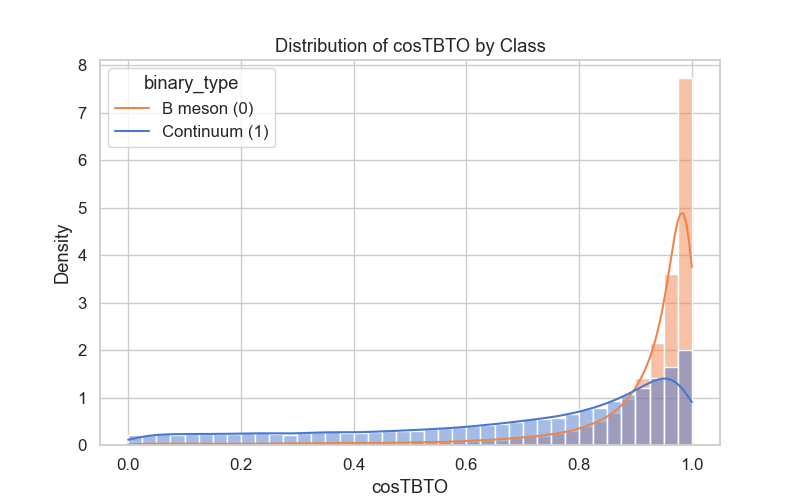 Distribution of cosTBTO by Class
binary_type
B meson (0)
Continuum (1)
Density
8
7
6
5
4
3
2
1
0
0.0 0.2 0.4 0.6 0.8 1.0
cosTBTO